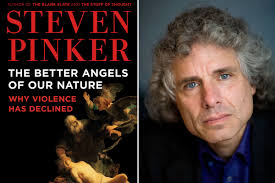 AUTHOR OF THE BLANK SLATE AND THE STUFF OF THOUGHT
STEVEN
PINKER
THE BETTER ANGELS
OF OUR NATURE
WHY VIOLENCE
HAS DECLINED